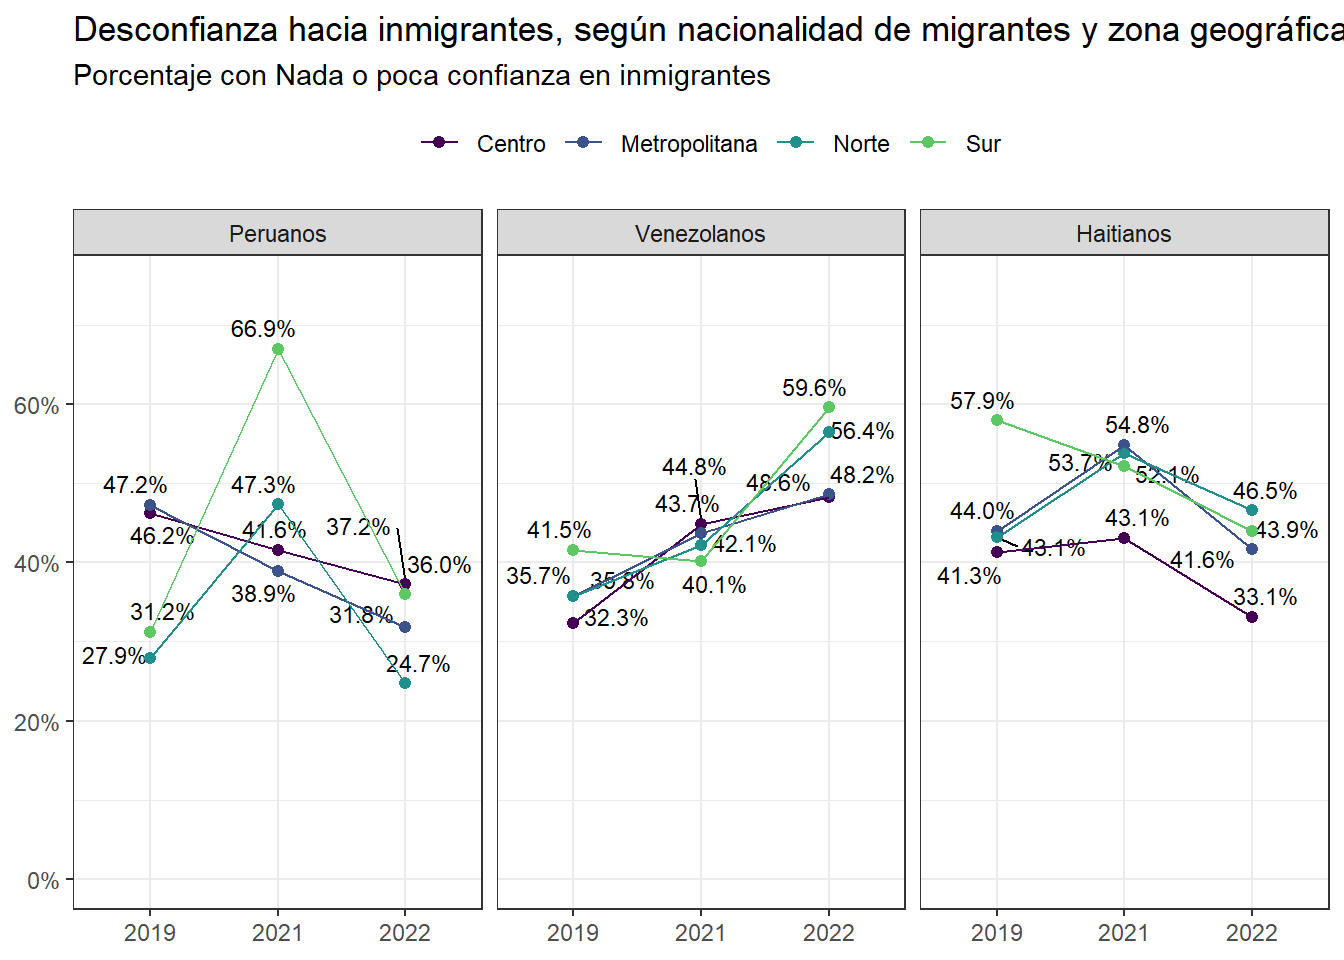 Desconfianza hacia inmigrantes, según nacionalidad de migrantes y zona geográfica
Porcentaje con Nada o poca confianza en inmigrantes
Centro Metropolitana Norte Sur
Peruanos Venezolanos Haitianos
66.9%
47.2% 47.3%
46.2% 41.6% 37.2%
36.0%
38.9%
31.2% 31.8%
27.9% 24.7%
59.6%
56.4%
44.8% 48.6% 48.2%
43.7%
41.5% 42.1%
35.7% 35.8% 40.1%
32.3%
57.9%
54.8%
53.7% 52.1%
46.5%
44.0% 43.1% 43.9%
43.1%
41.3% 41.6%
33.1%
60%
40%
20%
0%
2019 2021 2022 2019 2021 2022 2019 2021 2022